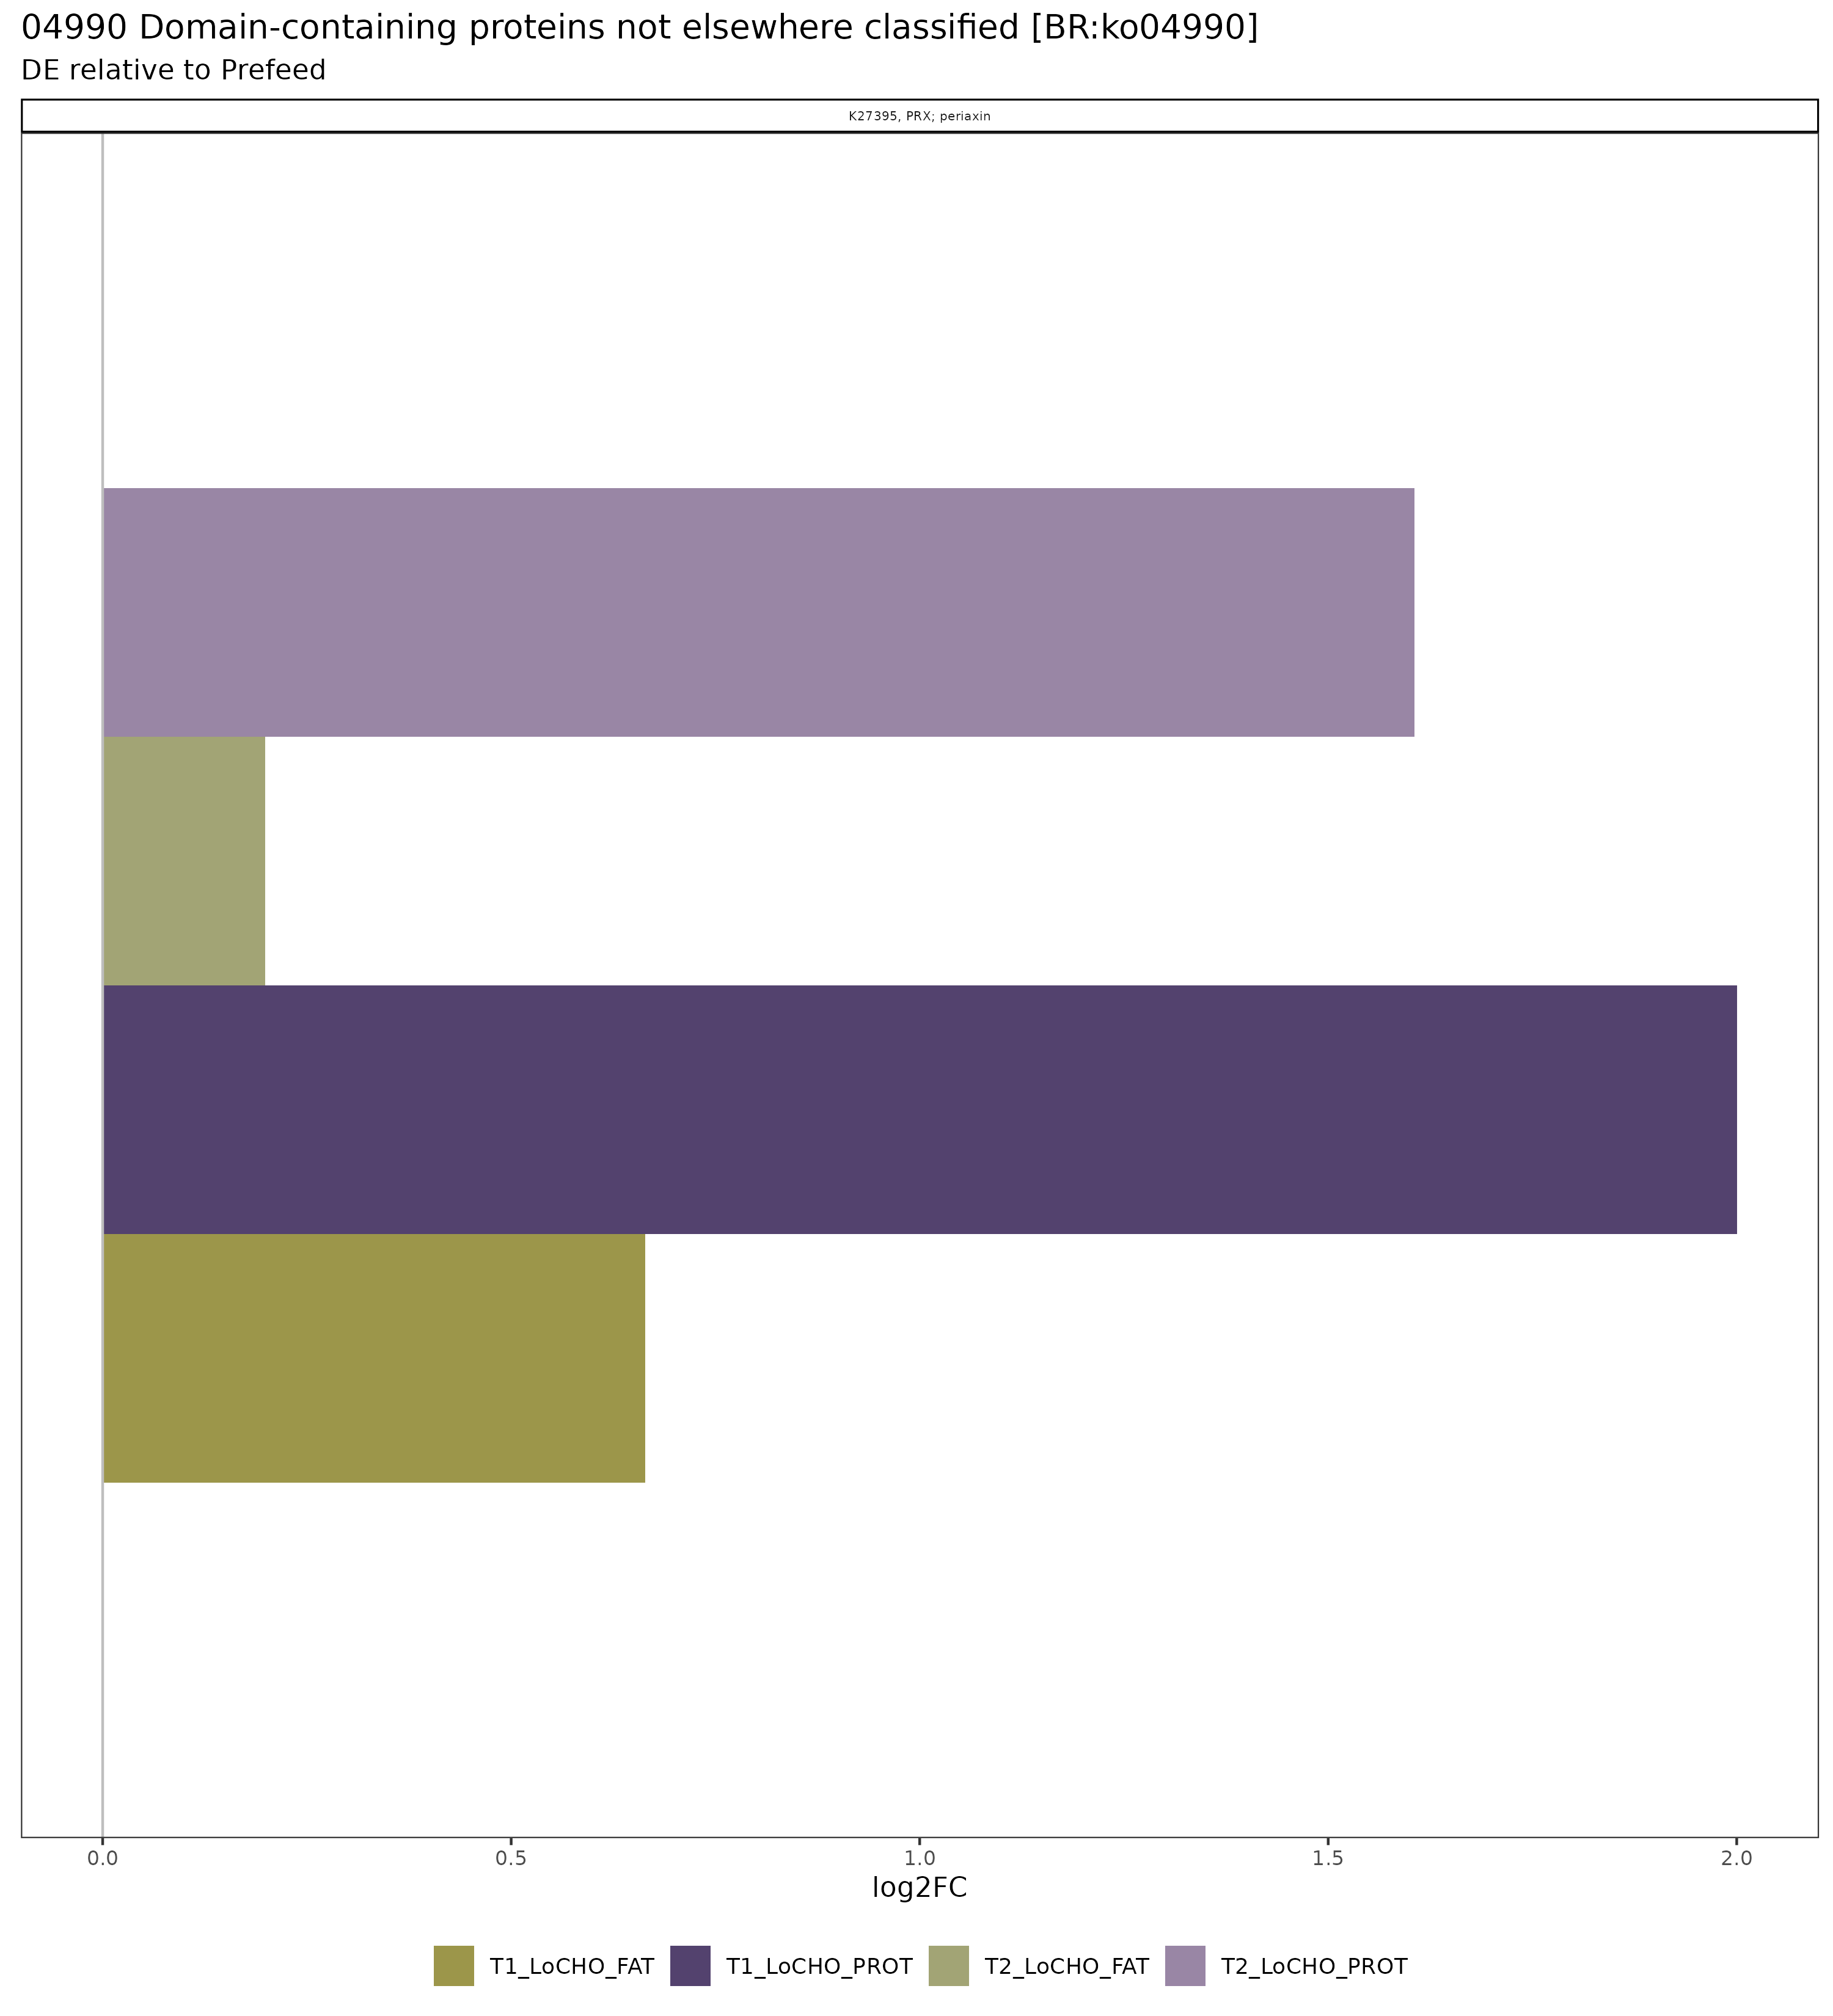 04990 Domain-containing proteins not elsewhere classified [BR:ko04990]
DE relative to Prefeed
K27395, PRX; periaxin
0.0 0.5 1.0 1.5 2.0
log2FC
T1_LoCHO_FAT T1_LoCHO_PROT T2_LoCHO_FAT T2_LoCHO_PROT